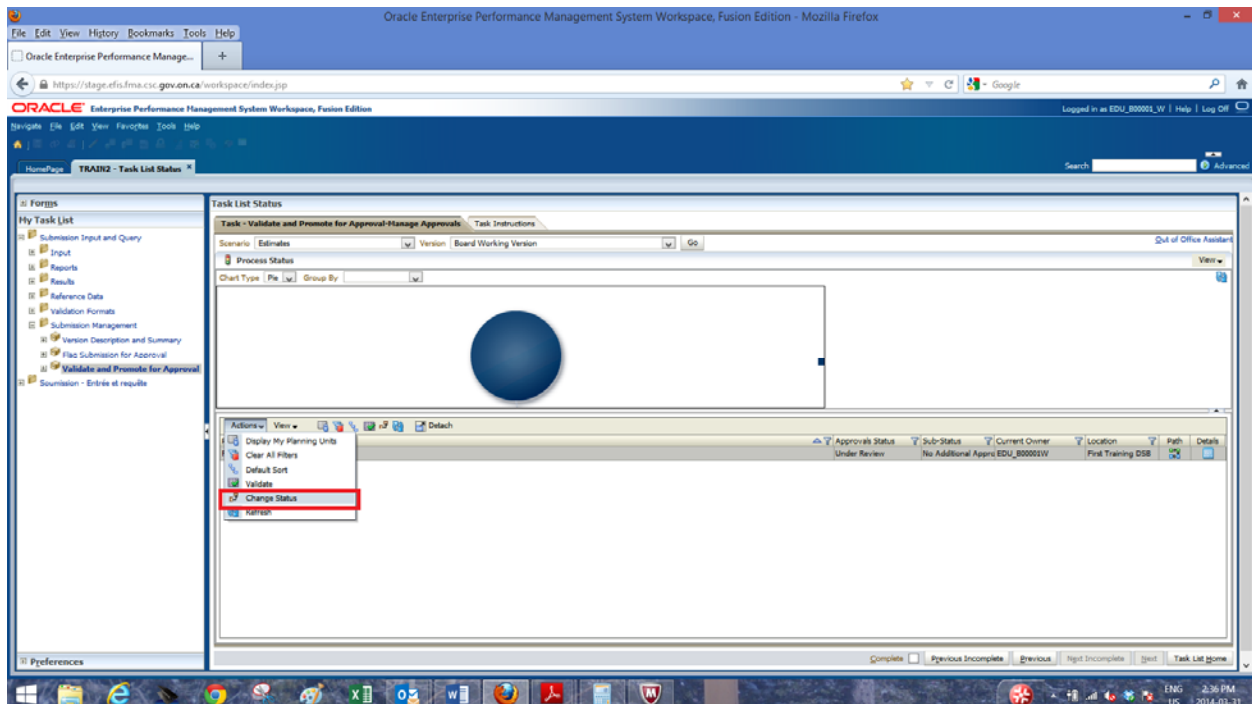 Oracle Enterprise Performance Management System Workspace, Fusion Edition - Mozilla Firefox
File Edit View History Bookmarks Tools Help
Oracle Enterprise Performance Manage... +
https://stage.efis.fma.csc.gov.on.ca/workspace/index.jsp Google
ORACLE Enterprise Performance Management System Workspace, Fusion Edition Logged in as EDU_B00001_W | Help | Log Off
Navigate File Edit View Favorites Tools Help
HomePage TRAIN2 - Task List Status × Search Advanced
Forms
My Task List
Submission Input and Query
Input
Reports
Results
Reference Data
Validation Formats
Submission Management
Version Description and Summary
Flag Submission for Approval
Validate and Promote for Approval
Soumission - Entrée et requête
Preferences
Task List Status
Task - Validate and Promote for Approval-Manage Approvals Task Instructions
Scenario Estimates Version Board Working Version Go Out of Office Assistant
Process Status View
Chart Type Pie Group By
Actions View Detach
Display My Planning Units
Clear All Filters
Default Sort
Validate
Change Status
Refresh
Approvals Status Sub-Status Current Owner Location Path Details
Under Review No Additional Appro EDU_B00001W First Training DSB
Complete Previous Incomplete Previous Next Incomplete Next Task List Home
ENG 2:36 PM
US 2014-03-31